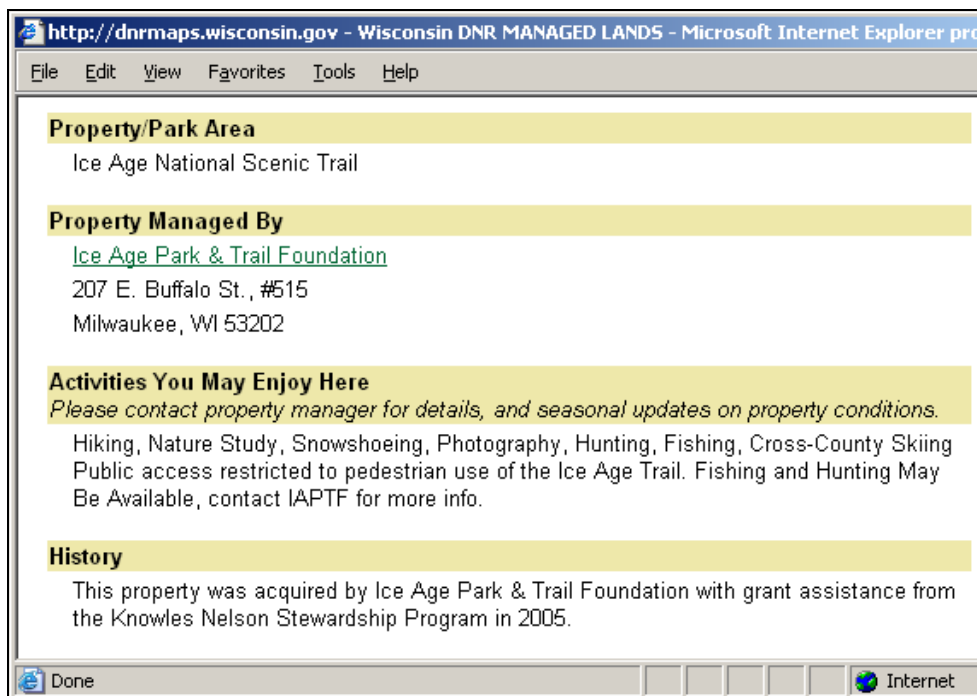 http://dnrmaps.wisconsin.gov - Wisconsin DNR MANAGED LANDS - Microsoft Internet Explorer pro
File Edit View Favorites Tools Help
Property/Park Area
Ice Age National Scenic Trail
Property Managed By
Ice Age Park & Trail Foundation
207 E. Buffalo St., #515
Milwaukee, WI 53202
Activities You May Enjoy Here
Please contact property manager for details, and seasonal updates on property conditions.
Hiking, Nature Study, Snowshoeing, Photography, Hunting, Fishing, Cross-County Skiing
Public access restricted to pedestrian use of the Ice Age Trail. Fishing and Hunting May
Be Available, contact IAPTF for more info.
History
This property was acquired by Ice Age Park & Trail Foundation with grant assistance from
the Knowles Nelson Stewardship Program in 2005.
Done Internet